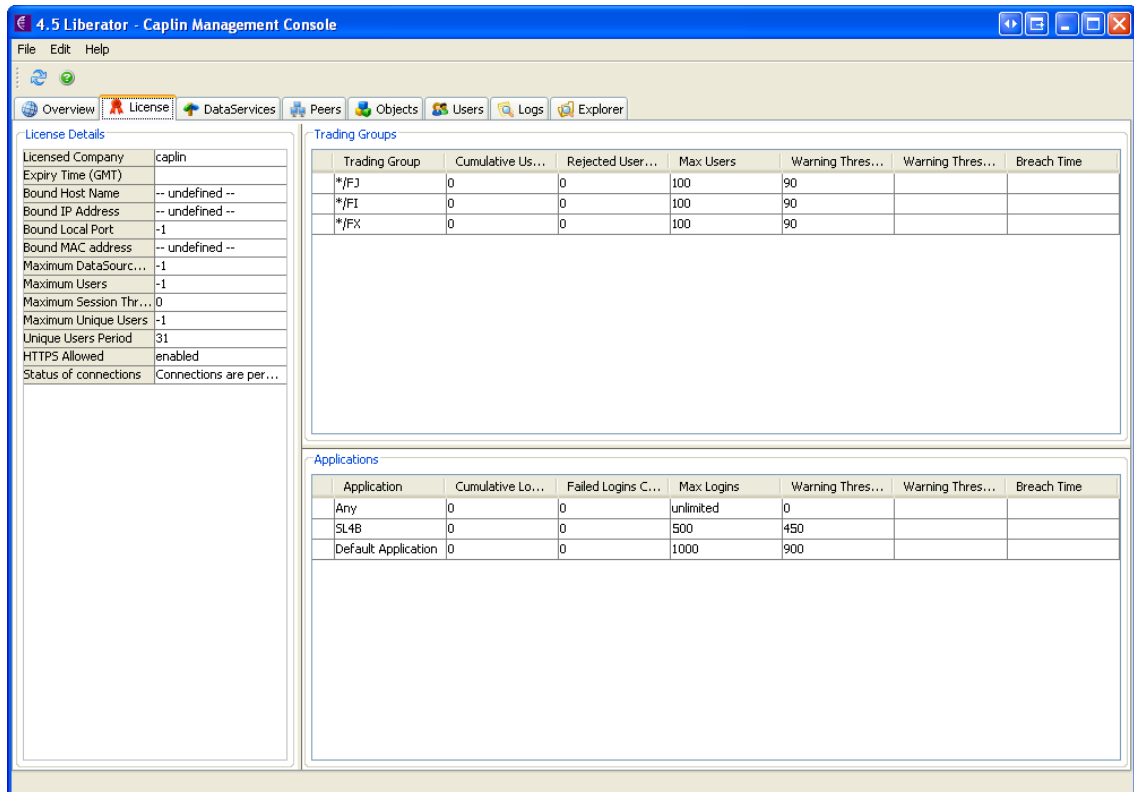 4.5 Liberator - Caplin Management Console
File Edit Help
Overview License DataServices Peers Objects Users Logs Explorer
License Details
Licensed Company caplin
Expiry Time (GMT)
Bound Host Name -- undefined --
Bound IP Address -- undefined --
Bound Local Port -1
Bound MAC address -- undefined --
Maximum DataSourc... -1
Maximum Users -1
Maximum Session Thr... 0
Maximum Unique Users -1
Unique Users Period 31
HTTPS Allowed enabled
Status of connections Connections are per...
Trading Groups
Trading Group Cumulative Us... Rejected User... Max Users Warning Thres... Warning Thres... Breach Time
*/FJ 0 0 100 90
*/FI 0 0 100 90
*/FX 0 0 100 90
Applications
Application Cumulative Lo... Failed Logins C... Max Logins Warning Thres... Warning Thres... Breach Time
Any 0 0 unlimited 0
SL4B 0 0 500 450
Default Application 0 0 1000 900